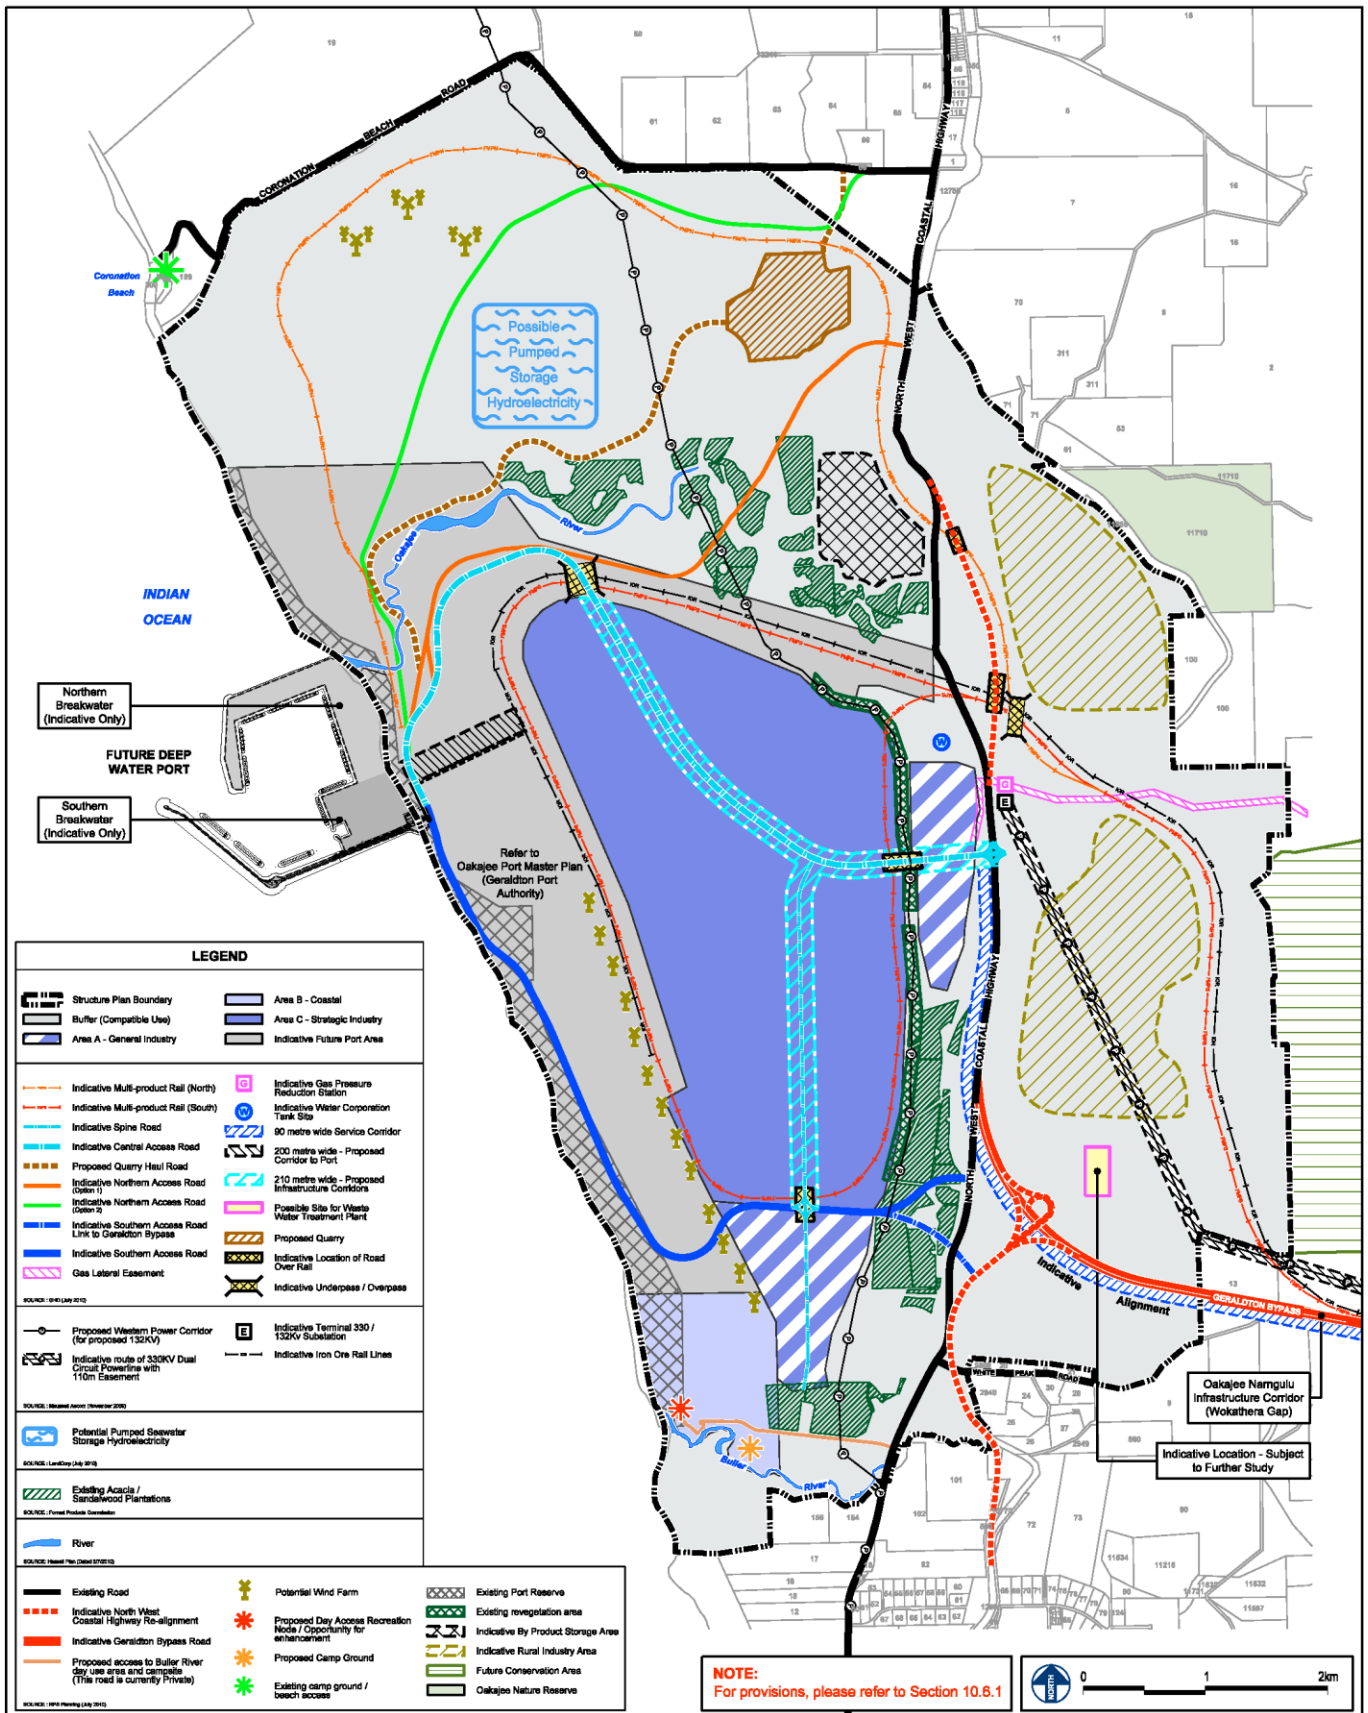 CORONATION BEACH ROAD
Coronation
Beach
NORTH WEST COASTAL HIGHWAY
Possible
Pumped
Storage
Hydroelectricity
Oakajee River
INDIAN
OCEAN
Northern
Breakwater
(Indicative Only)
FUTURE DEEP
WATER PORT
Southern
Breakwater
(Indicative Only)
Refer to
Oakajee Port Master Plan
(Geraldton Port
Authority)
W
G
E
NORTH WEST COASTAL HIGHWAY
Indicative Alignment
GERALDTON BYPASS
WHITE PEAK ROAD
Buller River
Oakajee Narngulu
Infrastructure Corridor
(Wokathera Gap)
Indicative Location - Subject
to Further Study
LEGEND
Structure Plan Boundary
Buffer (Compatible Use)
Area A - General Industry
Area B - Coastal
Area C - Strategic Industry
Indicative Future Port Area
Indicative Multi-product Rail (North)
Indicative Multi-product Rail (South)
Indicative Spine Road
Indicative Central Access Road
Proposed Quarry Haul Road
Indicative Northern Access Road
(Option 1)
Indicative Northern Access Road
(Option 2)
Indicative Southern Access Road
Link to Geraldton Bypass
Indicative Southern Access Road
Gas Lateral Easement
G
Indicative Gas Pressure
Reduction Station
W
Indicative Water Corporation
Tank Site
90 metre wide Service Corridor
200 metre wide - Proposed
Corridor to Port
210 metre wide - Proposed
Infrastructure Corridors
Possible Site for Waste
Water Treatment Plant
Proposed Quarry
Indicative Location of Road
Over Rail
Indicative Underpass / Overpass
Proposed Western Power Corridor
(for proposed 132KV)
Indicative route of 330KV Dual
Circuit Powerline with
110m Easement
E
Indicative Terminal 330 /
132Kv Substation
Indicative Iron Ore Rail Lines
Potential Pumped Seawater
Storage Hydroelectricity
SOURCE: LandCorp (July 2010)
Existing Acacia /
Sandalwood Plantations
SOURCE: Forest Products Commission
River
Existing Road
Indicative North West
Coastal Highway Re-alignment
Indicative Geraldton Bypass Road
Proposed access to Buller River
day use area and campsite
(This road is currently Private)
SOURCE: RPS Planning (July 2010)
Potential Wind Farm
Proposed Day Access Recreation
Node / Opportunity for
enhancement
Proposed Camp Ground
Existing camp ground /
beach access
Existing Port Reserve
Existing revegetation area
Indicative By Product Storage Area
Indicative Rural Industry Area
Future Conservation Area
Oakajee Nature Reserve
NOTE:
For provisions, please refer to Section 10.6.1
NORTH
0 1 2km